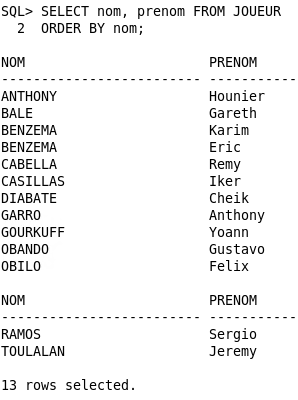 SQL> SELECT nom, prenom FROM JOUEUR
  2  ORDER BY nom;

NOM                       PRENOM
------------------------- -----------
ANTHONY                   Hounier
BALE                      Gareth
BENZEMA                   Karim
BENZEMA                   Eric
CABELLA                   Remy
CASILLAS                  Iker
DIABATE                   Cheik
GARRO                     Anthony
GOURKUFF                  Yoann
OBANDO                    Gustavo
OBILO                     Felix

NOM                       PRENOM
------------------------- -----------
RAMOS                     Sergio
TOULALAN                  Jeremy

13 rows selected.